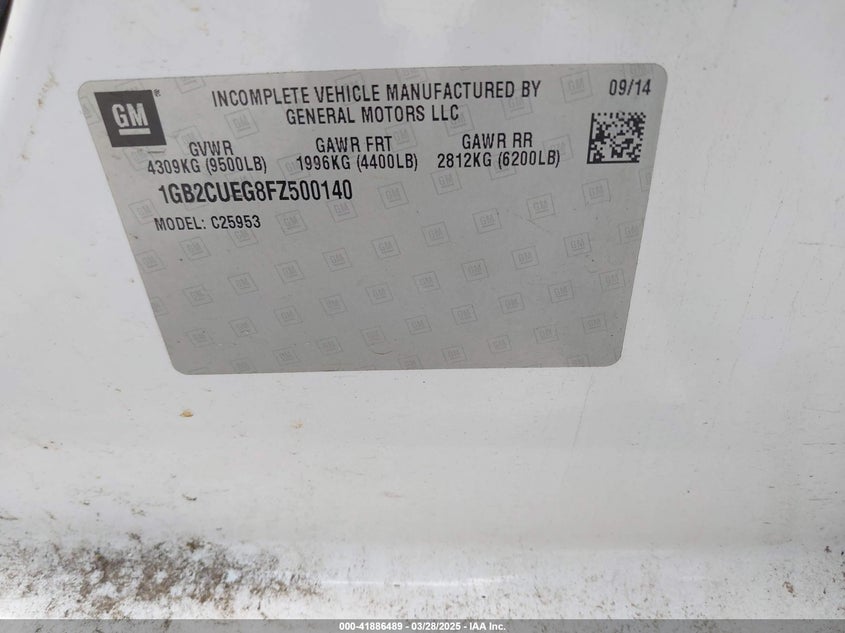 GM ®
INCOMPLETE VEHICLE MANUFACTURED BY
GENERAL MOTORS LLC
09/14
GVWR GAWR FRT GAWR RR
4309KG (9500LB) 1996KG (4400LB) 2812KG (6200LB)
1GB2CUEG8FZ500140
MODEL: C25953
000-41886489 | 03/28/2025 – IAA Inc.